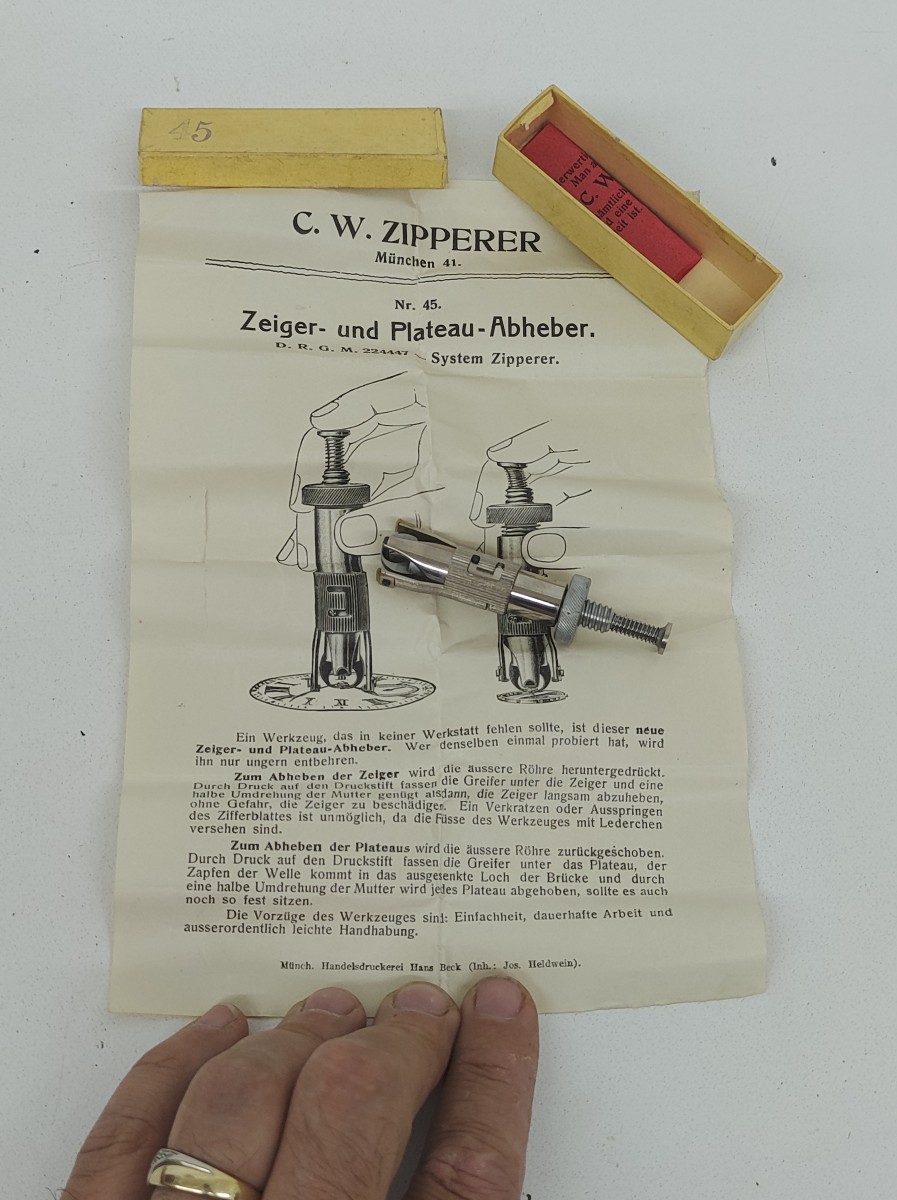 45
erwerti
Man a
C. W
ämtlich
d eine
eit ist.
C. W. ZIPPERER
München 41.
Nr. 45.
Zeiger- und Plateau-Abheber.
D. R. G. M. 224447 System Zipperer.
Ein Werkzeug, das in keiner Werkstatt fehlen sollte, ist dieser neue
Zeiger- und Plateau-Abheber. Wer denselben einmal probiert hat, wird
ihn nur ungern entbehren.
Zum Abheben der Zeiger wird die äussere Röhre heruntergedrückt.
Durch Druck auf den Druckstift fassen die Greifer unter die Zeiger und eine
halbe Umdrehung der Mutter genügt alsdann, die Zeiger langsam abzuheben,
ohne Gefahr, die Zeiger zu beschädigen. Ein Verkratzen oder Ausspringen
des Zifferblattes ist unmöglich, da die Füsse des Werkzeuges mit Lederchen
versehen sind.
Zum Abheben der Plateaus wird die äussere Röhre zurückgeschoben.
Durch Druck auf den Druckstift fassen die Greifer unter das Plateau, der
Zapfen der Welle kommt in das ausgesenkte Loch der Brücke und durch
eine halbe Umdrehung der Mutter wird jedes Plateau abgehoben, sollte es auch
noch so fest sitzen.
Die Vorzüge des Werkzeuges sind: Einfachheit, dauerhafte Arbeit und
ausserordentlich leichte Handhabung.
Münch. Handelsdruckerei Hans Beck (Inh.: Jos. Heldwein).